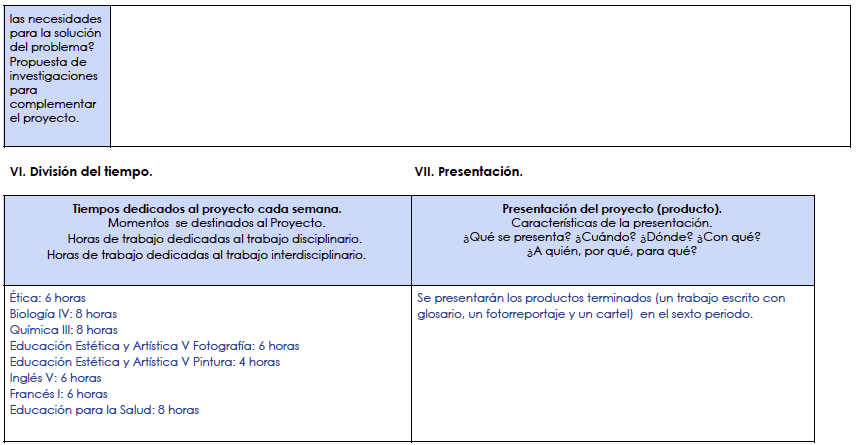 las necesidades
para la solución
del problema?
Propuesta de
investigaciones
para
complementar
el proyecto.
VI. División del tiempo.
VII. Presentación.
Tiempos dedicados al proyecto cada semana.
Momentos se destinados al Proyecto.
Horas de trabajo dedicadas al trabajo disciplinario.
Horas de trabajo dedicadas al trabajo interdisciplinario.
Presentación del proyecto (producto).
Características de la presentación.
¿Qué se presenta? ¿Cuándo? ¿Dónde? ¿Con qué?
¿A quién, por qué, para qué?
Ética: 6 horas
Biología IV: 8 horas
Química III: 8 horas
Educación Estética y Artística V Fotografía: 6 horas
Educación Estética y Artística V Pintura: 4 horas
Inglés V: 6 horas
Francés I: 6 horas
Educación para la Salud: 8 horas
Se presentarán los productos terminados (un trabajo escrito con
glosario, un fotorreportaje y un cartel) en el sexto periodo.